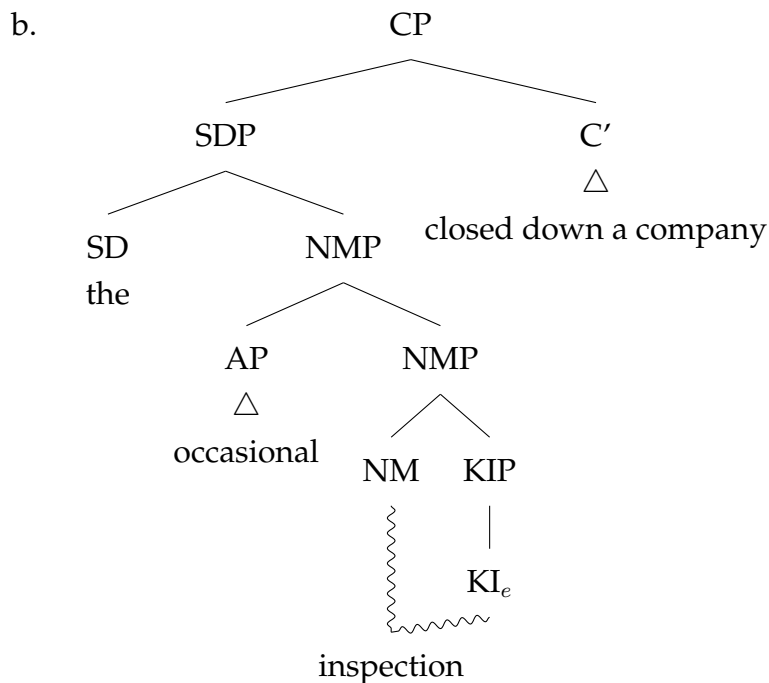 b. CP
SDP C’
closed down a company
SD NMP
the
AP NMP
occasional
NM KIP
KIₑ
inspection